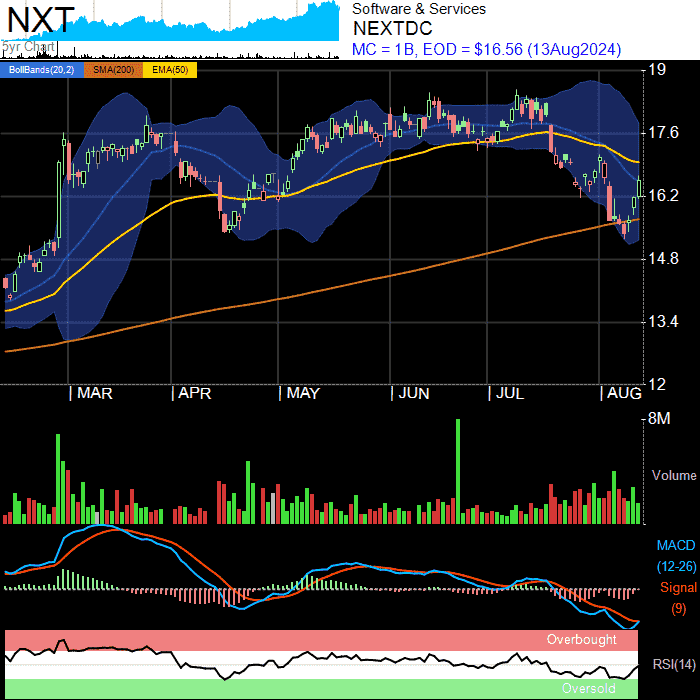 NXT
5yr Chart
Software & Services
NEXTDC
MC = 1B, EOD = $16.56 (13Aug2024)
BollBands(20,2) SMA(200) EMA(50)
19
17.6
16.2
14.8
13.4
12
MAR APR MAY JUN JUL AUG
8M
Volume
MACD
(12-26)
Signal
(9)
Overbought
RSI(14)
Oversold